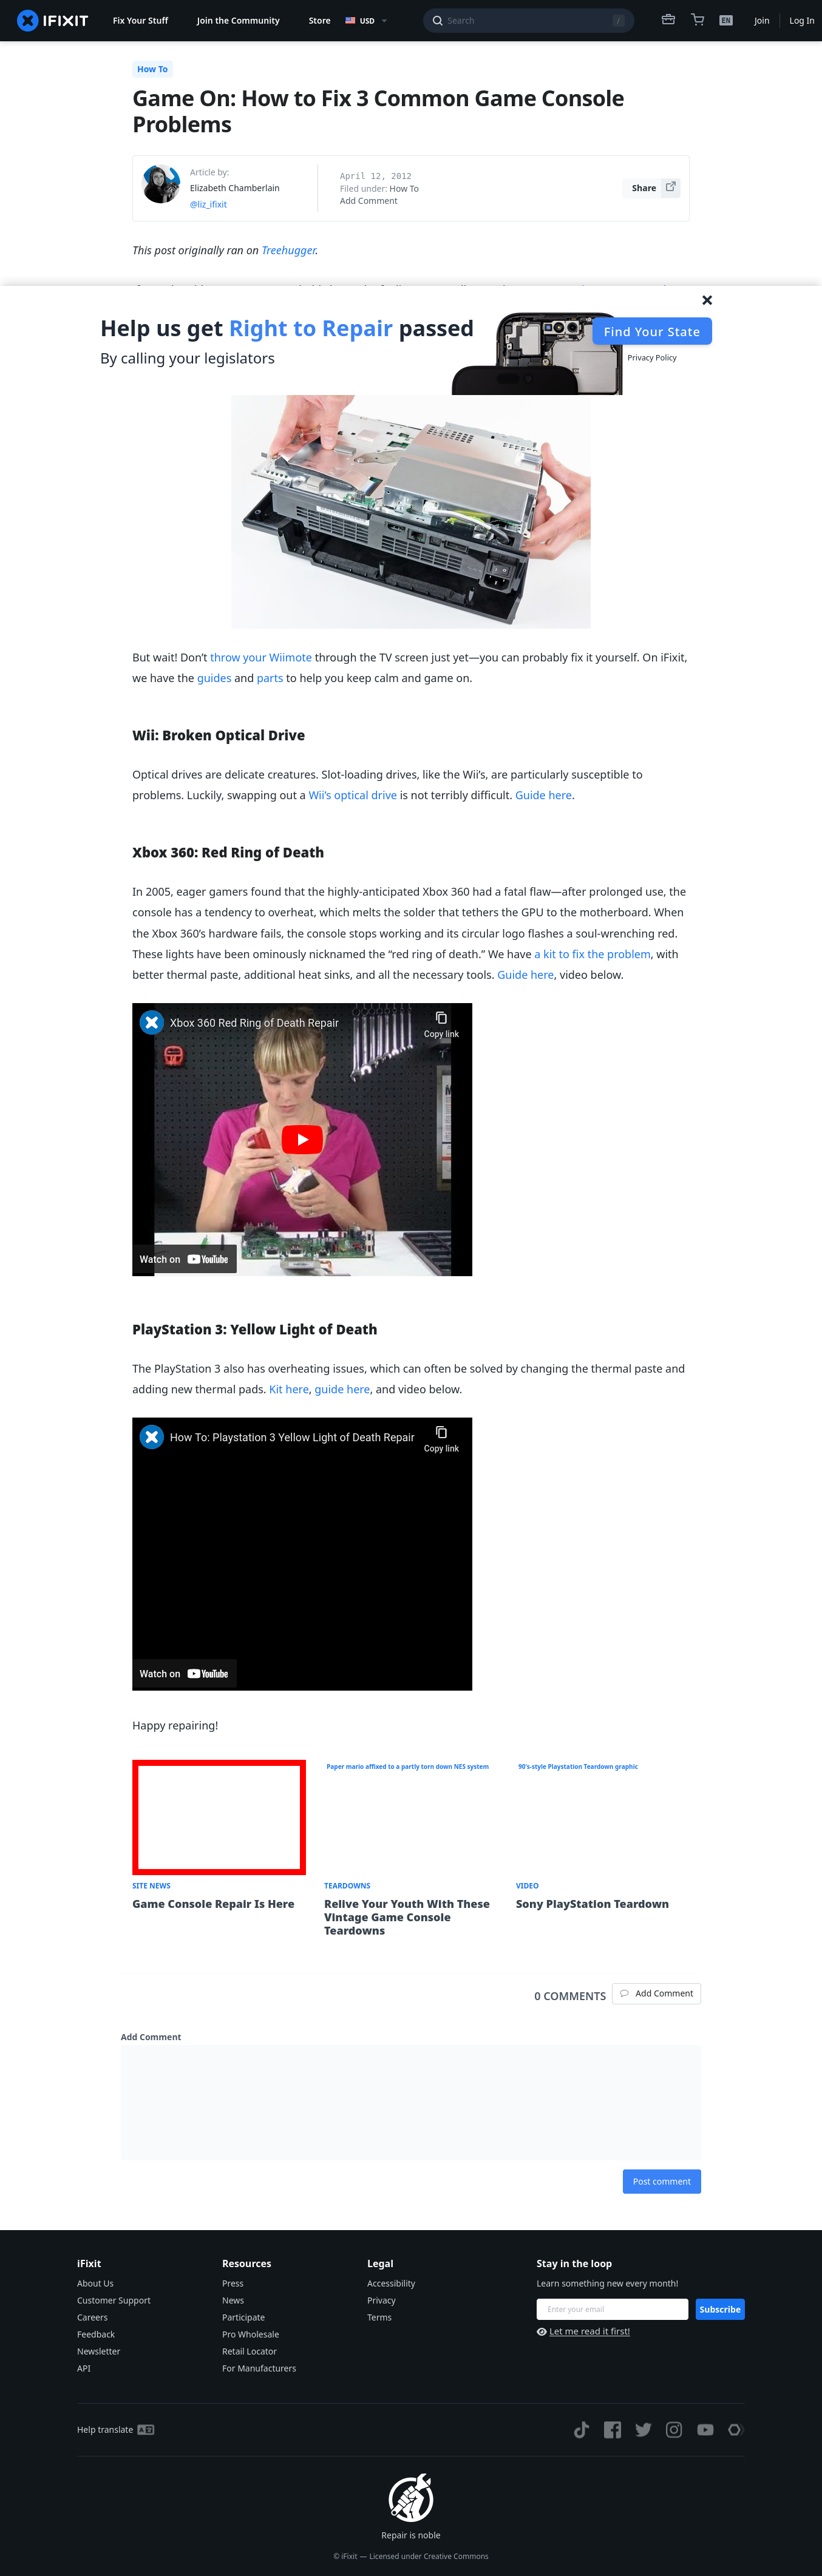 IFIXIT
Fix Your Stuff
Join the Community
Store
USD
Search
/
EN
Join
Log In
How To
Game On: How to Fix 3 Common Game Console
Problems
Article by:
Elizabeth Chamberlain
@liz_ifixit
April 12, 2012
Filed under: How To
Add Comment
Share
This post originally ran on Treehugger.
Help us get Right to Repair passed
By calling your legislators
Find Your State
Privacy Policy
But wait! Don’t throw your Wiimote through the TV screen just yet—you can probably fix it yourself. On iFixit,
we have the guides and parts to help you keep calm and game on.
Wii: Broken Optical Drive
Optical drives are delicate creatures. Slot-loading drives, like the Wii’s, are particularly susceptible to
problems. Luckily, swapping out a Wii’s optical drive is not terribly difficult. Guide here.
Xbox 360: Red Ring of Death
In 2005, eager gamers found that the highly-anticipated Xbox 360 had a fatal flaw—after prolonged use, the
console has a tendency to overheat, which melts the solder that tethers the GPU to the motherboard. When
the Xbox 360’s hardware fails, the console stops working and its circular logo flashes a soul-wrenching red.
These lights have been ominously nicknamed the “red ring of death.” We have a kit to fix the problem, with
better thermal paste, additional heat sinks, and all the necessary tools. Guide here, video below.
Xbox 360 Red Ring of Death Repair
Copy link
Watch on YouTube
PlayStation 3: Yellow Light of Death
The PlayStation 3 also has overheating issues, which can often be solved by changing the thermal paste and
adding new thermal pads. Kit here, guide here, and video below.
How To: Playstation 3 Yellow Light of Death Repair
Copy link
Watch on YouTube
Happy repairing!
Paper mario affixed to a partly torn down NES system
90's-style Playstation Teardown graphic
SITE NEWS
Game Console Repair Is Here
TEARDOWNS
Relive Your Youth With These
Vintage Game Console
Teardowns
VIDEO
Sony PlayStation Teardown
0 COMMENTS
Add Comment
Add Comment
Post comment
iFixit
About Us
Customer Support
Careers
Feedback
Newsletter
API
Resources
Press
News
Participate
Pro Wholesale
Retail Locator
For Manufacturers
Legal
Accessibility
Privacy
Terms
Stay in the loop
Learn something new every month!
Enter your email
Subscribe
Let me read it first!
Help translate
Repair is noble
© iFixit — Licensed under Creative Commons